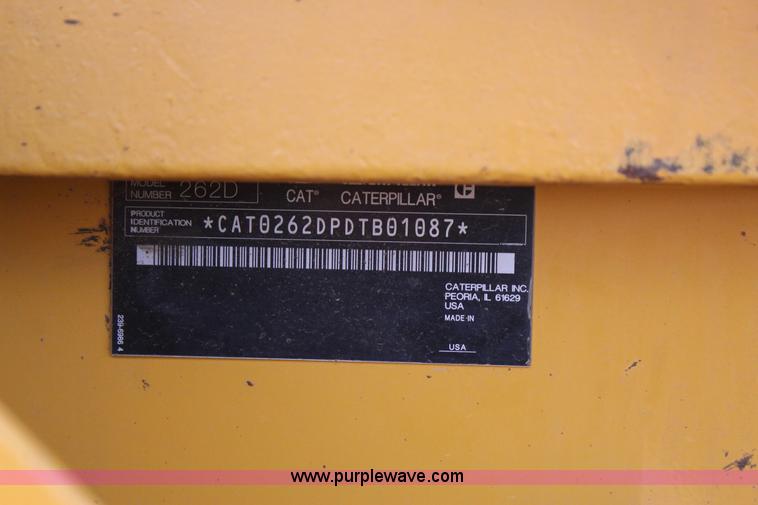 MODEL
NUMBER 262D
CAT® CATERPILLAR®
PRODUCT
IDENTIFICATION
NUMBER
*CAT0262DPDTB01087*
CATERPILLAR INC.
PEORIA, IL 61629
USA
MADE IN
USA
239-6986 4
www.purplewave.com